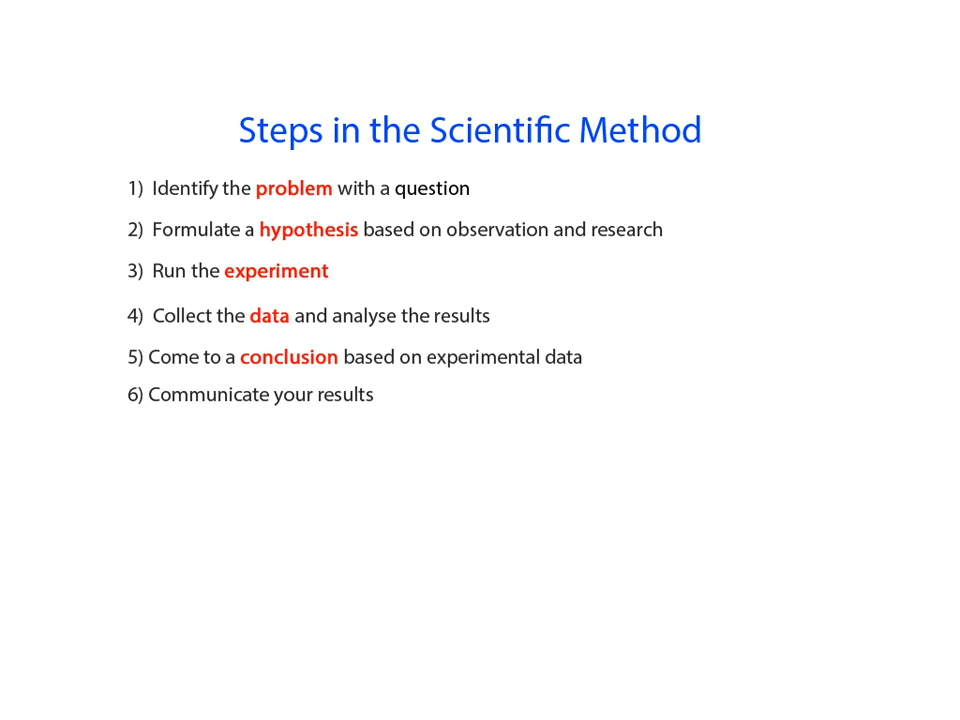 Steps in the Scientific Method
1) Identify the problem with a question
2) Formulate a hypothesis based on observation and research
3) Run the experiment
4) Collect the data and analyse the results
5) Come to a conclusion based on experimental data
6) Communicate your results